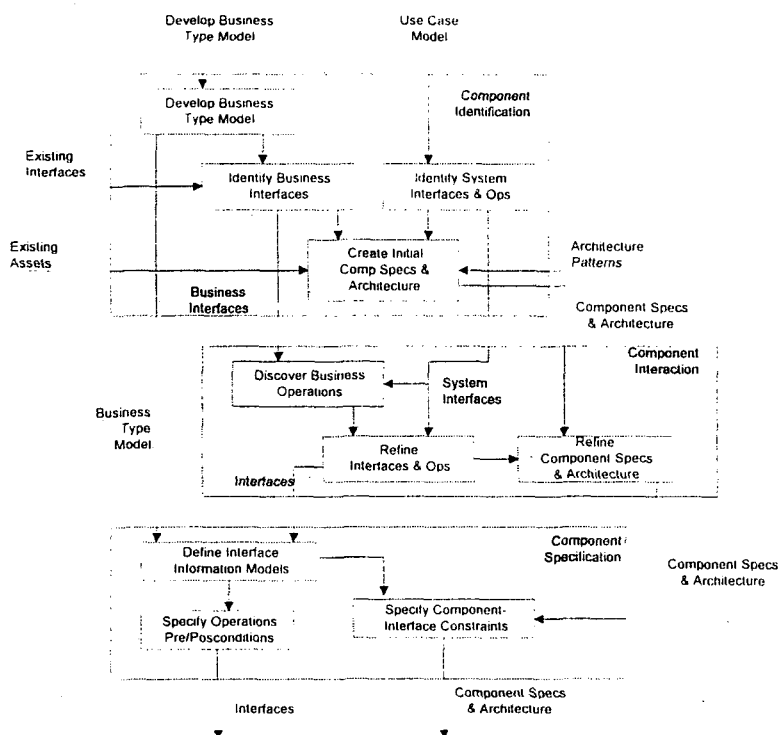 Develop Business
Type Model
Use Case
Model
Develop Business
Type Model
Component
Identification
Existing
Interfaces
Identify Business
Interfaces
Identify System
Interfaces & Ops
Existing
Assets
Create Initial
Comp Specs &
Architecture
Architecture
Patterns
Business
Interfaces
Component Specs
& Architecture
Component
Interaction
Discover Business
Operations
System
Interfaces
Business
Type
Model
Refine
Interfaces & Ops
Refine
Component Specs
& Architecture
Interfaces
Component
Specification
Define Interface
Information Models
Component Specs
& Architecture
Specify Operations
Pre/Posconditions
Specify Component-
Interface Constraints
Interfaces
Component Specs
& Architecture